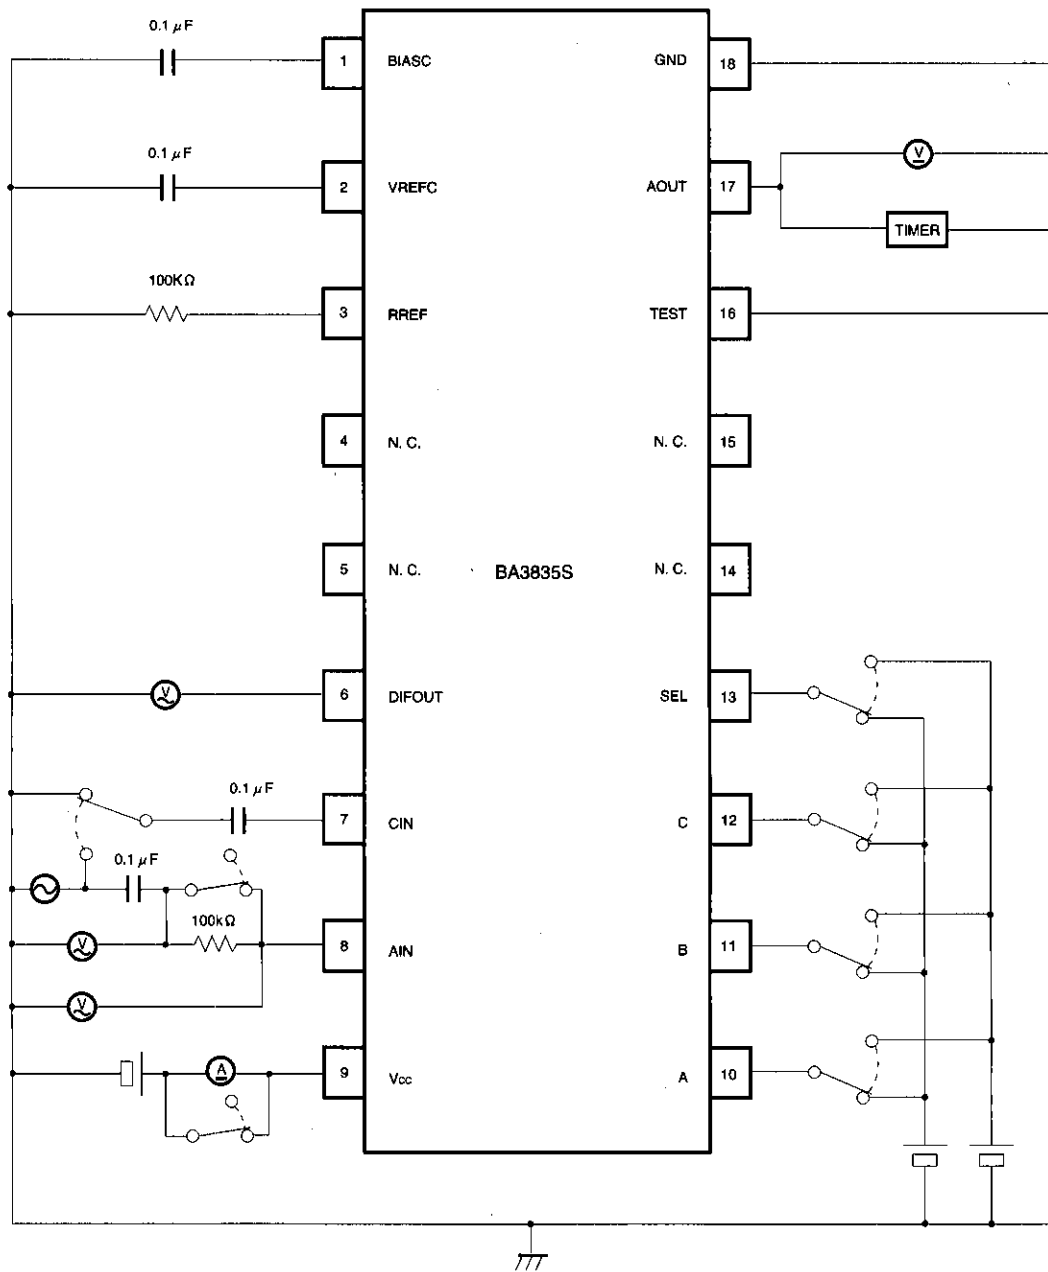 0.1 μF
1 BIASC GND 18
0.1 μF
V
2 VREFC AOUT 17
TIMER
100KΩ
3 RREF TEST 16
4 N. C. N. C. 15
5 N. C. BA3835S N. C. 14
V
6 DIFOUT SEL 13
0.1 μF
7 CIN C 12
0.1 μF
100kΩ
V
8 AIN B 11
V
A
9 Vcc A 10